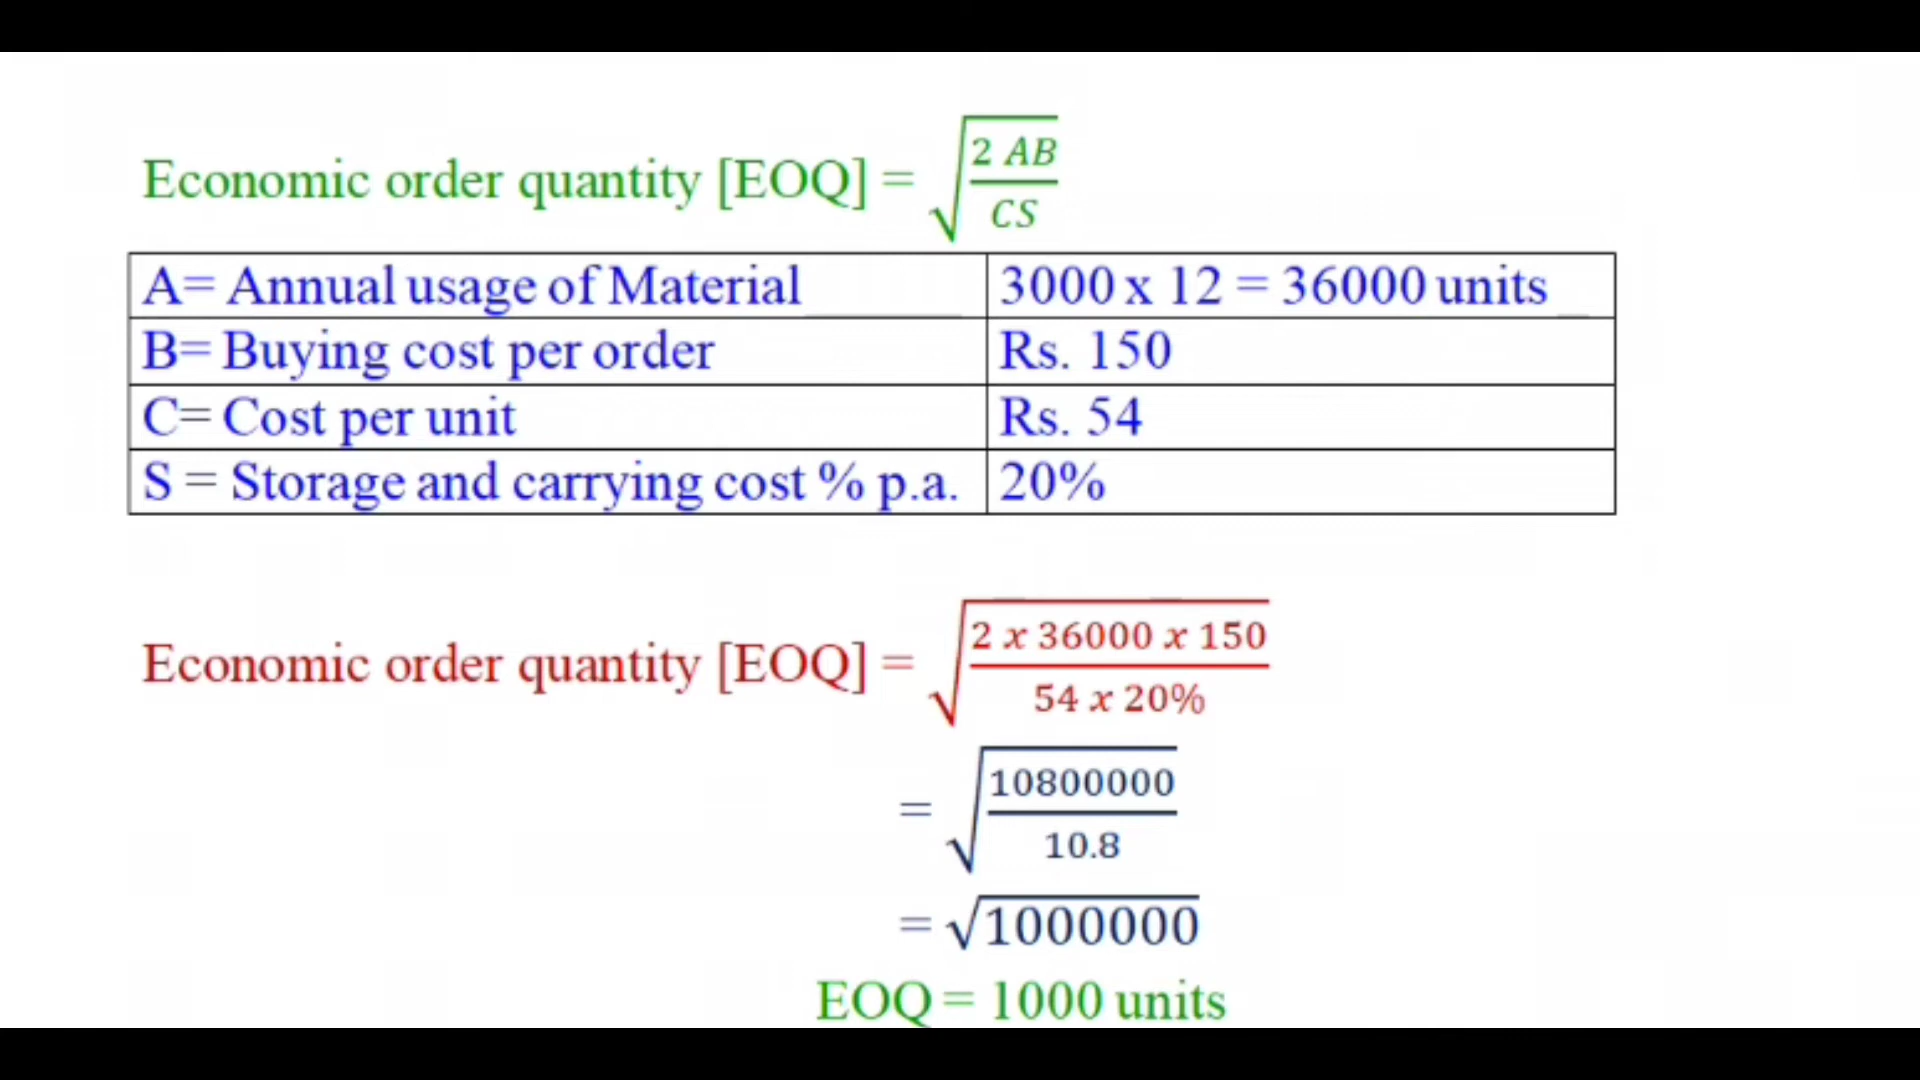 Economic order quantity [EOQ] = √(2 AB / CS)
A= Annual usage of Material 3000 x 12 = 36000 units
B= Buying cost per order Rs. 150
C= Cost per unit Rs. 54
S = Storage and carrying cost % p.a. 20%
Economic order quantity [EOQ] = √(2 x 36000 x 150 / 54 x 20%)
= √(10800000 / 10.8)
= √1000000
EOQ = 1000 units